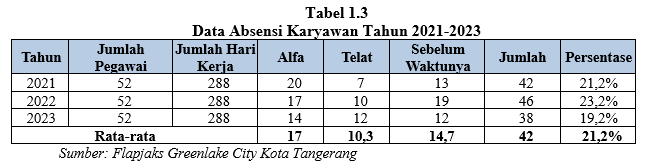 Tabel 1.3
Data Absensi Karyawan Tahun 2021-2023
Tahun Jumlah Pegawai Jumlah Hari Kerja Alfa Telat Sebelum Waktunya Jumlah Persentase
2021 52 288 20 7 13 42 21,2%
2022 52 288 17 10 19 46 23,2%
2023 52 288 14 12 12 38 19,2%
Rata-rata 17 10,3 14,7 42 21,2%
Sumber: Flapjaks Greenlake City Kota Tangerang